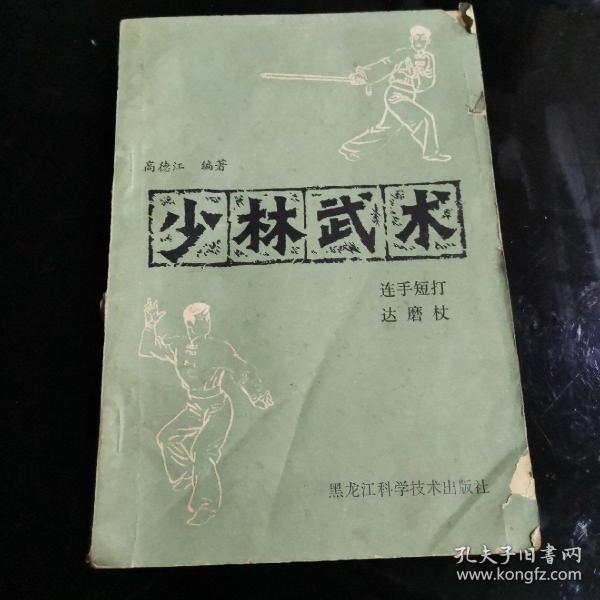 高德江 编著
少林武术
连手短打
达磨杖
黑龙江科学技术出版社
孔夫子旧书网
www.kongfz.com